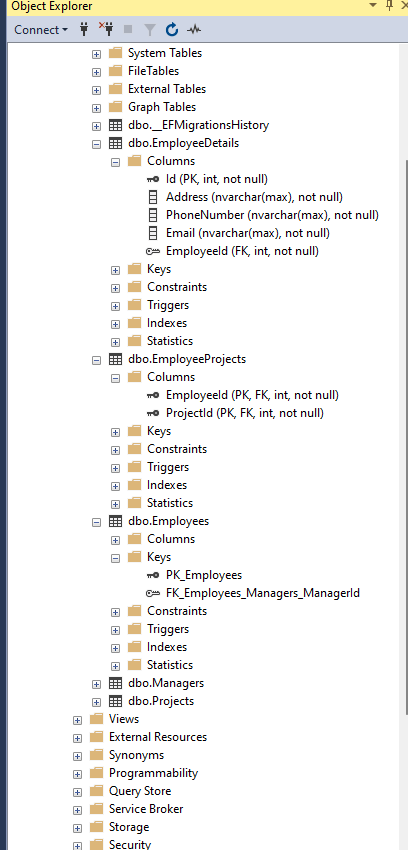 Object Explorer
Connect
System Tables
FileTables
External Tables
Graph Tables
dbo.__EFMigrationsHistory
dbo.EmployeeDetails
Columns
Id (PK, int, not null)
Address (nvarchar(max), not null)
PhoneNumber (nvarchar(max), not null)
Email (nvarchar(max), not null)
EmployeeId (FK, int, not null)
Keys
Constraints
Triggers
Indexes
Statistics
dbo.EmployeeProjects
Columns
EmployeeId (PK, FK, int, not null)
ProjectId (PK, FK, int, not null)
Keys
Constraints
Triggers
Indexes
Statistics
dbo.Employees
Columns
Keys
PK_Employees
FK_Employees_Managers_ManagerId
Constraints
Triggers
Indexes
Statistics
dbo.Managers
dbo.Projects
Views
External Resources
Synonyms
Programmability
Query Store
Service Broker
Storage
Security